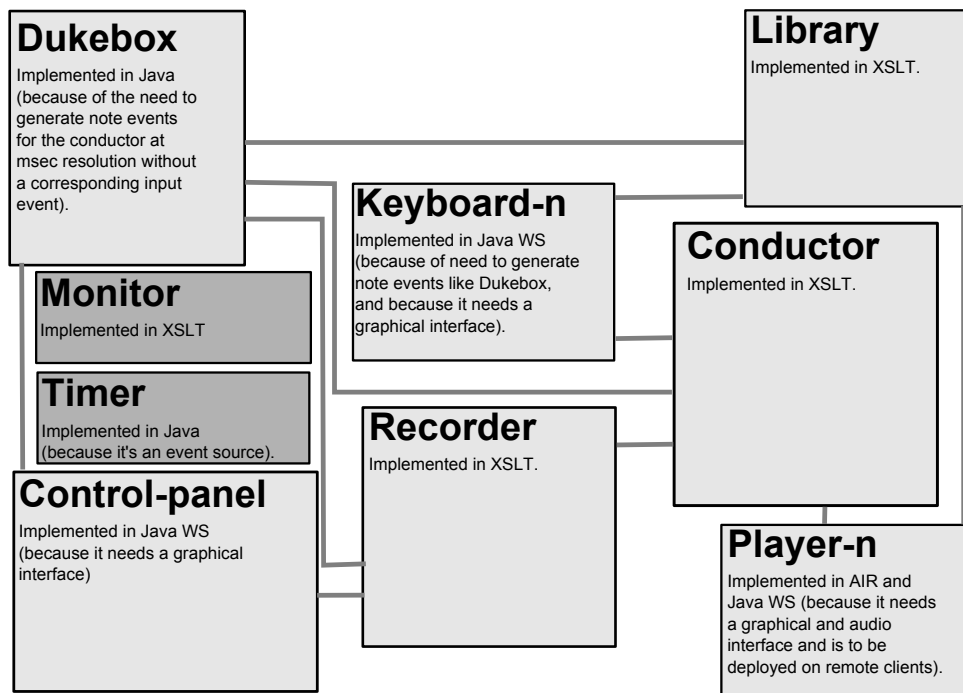 Dukebox
Implemented in Java
(because of the need to
generate note events
for the conductor at
msec resolution without
a corresponding input
event).
Library
Implemented in XSLT.
Keyboard-n
Implemented in Java WS
(because of need to generate
note events like Dukebox,
and because it needs a
graphical interface).
Conductor
Implemented in XSLT.
Monitor
Implemented in XSLT
Timer
Implemented in Java
(because it's an event source).
Recorder
Implemented in XSLT.
Control-panel
Implemented in Java WS
(because it needs a graphical
interface)
Player-n
Implemented in AIR and
Java WS (because it needs
a graphical and audio
interface and is to be
deployed on remote clients).